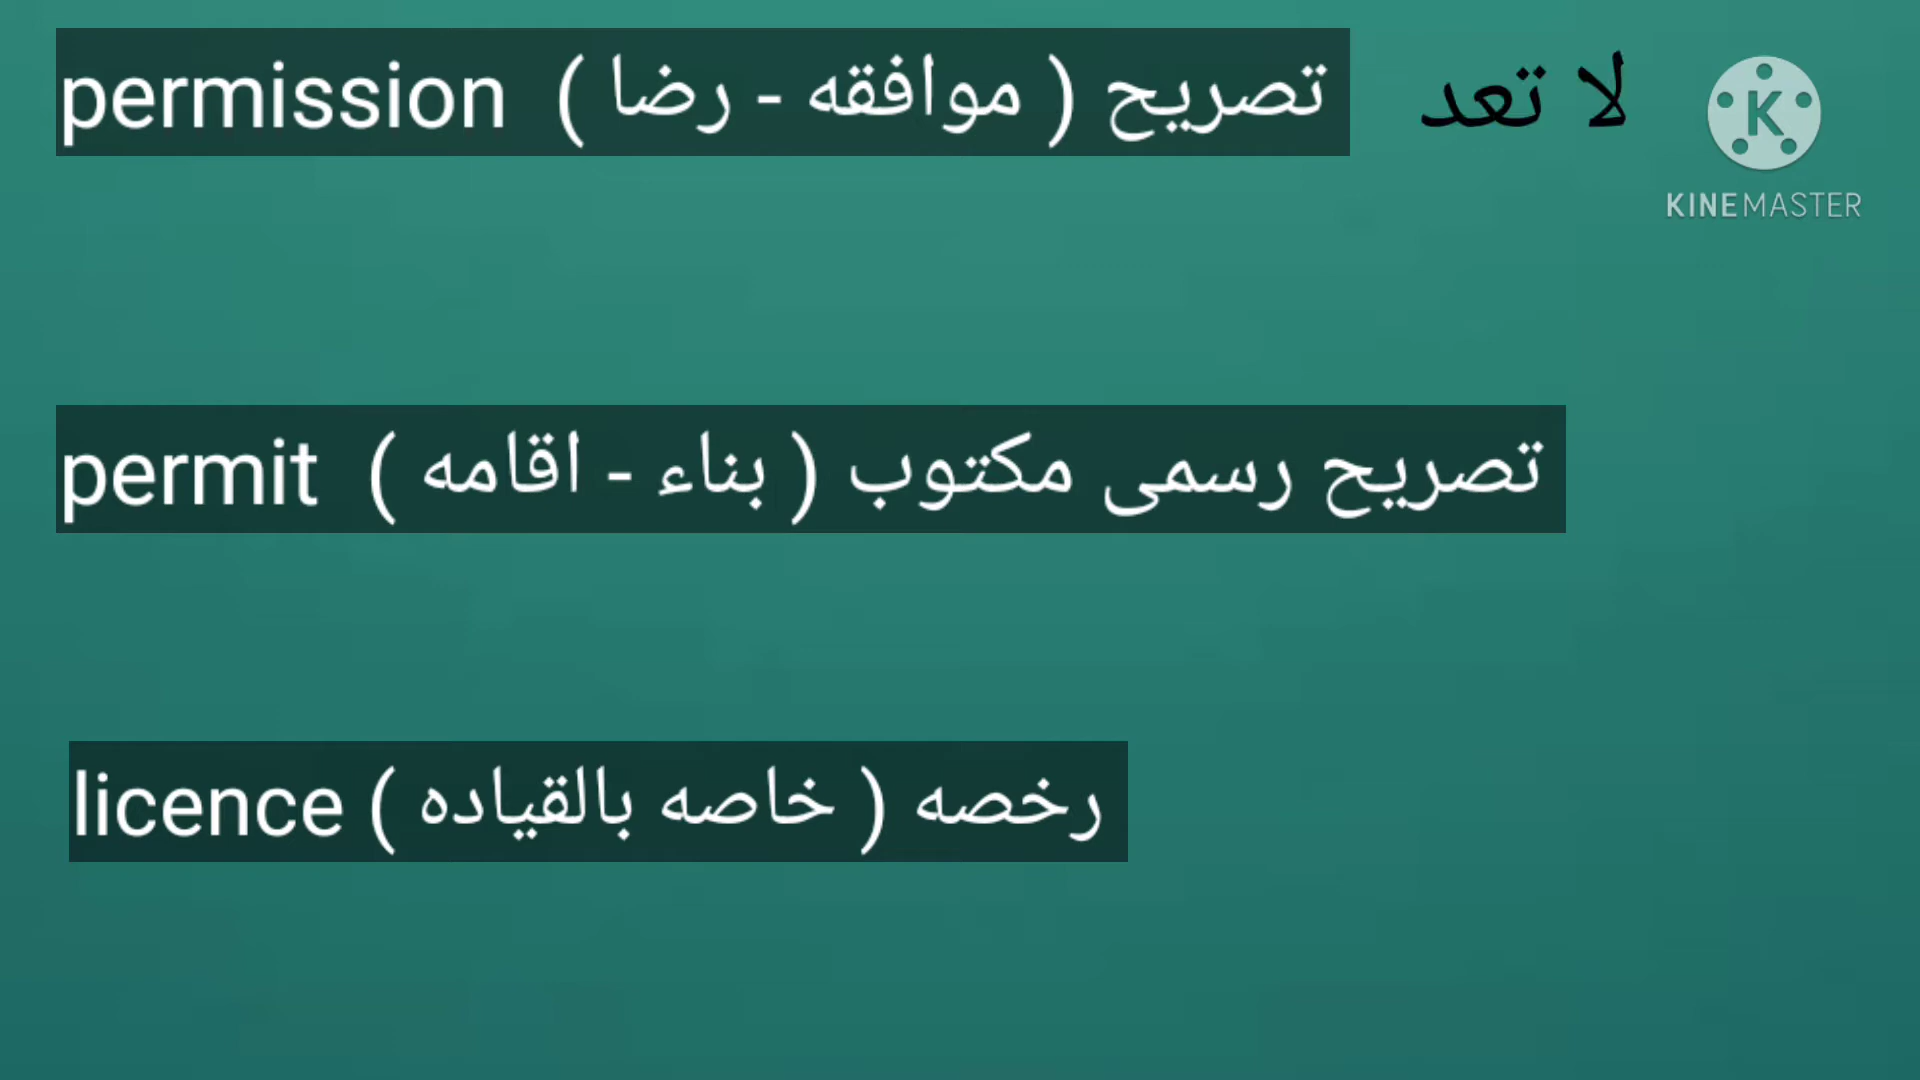 permission ( تصريح ( موافقه - رضا لا تعد
KINEMASTER
permit ( تصريح رسمى مكتوب ( بناء - اقامه
licence ( رخصه ( خاصه بالقياده